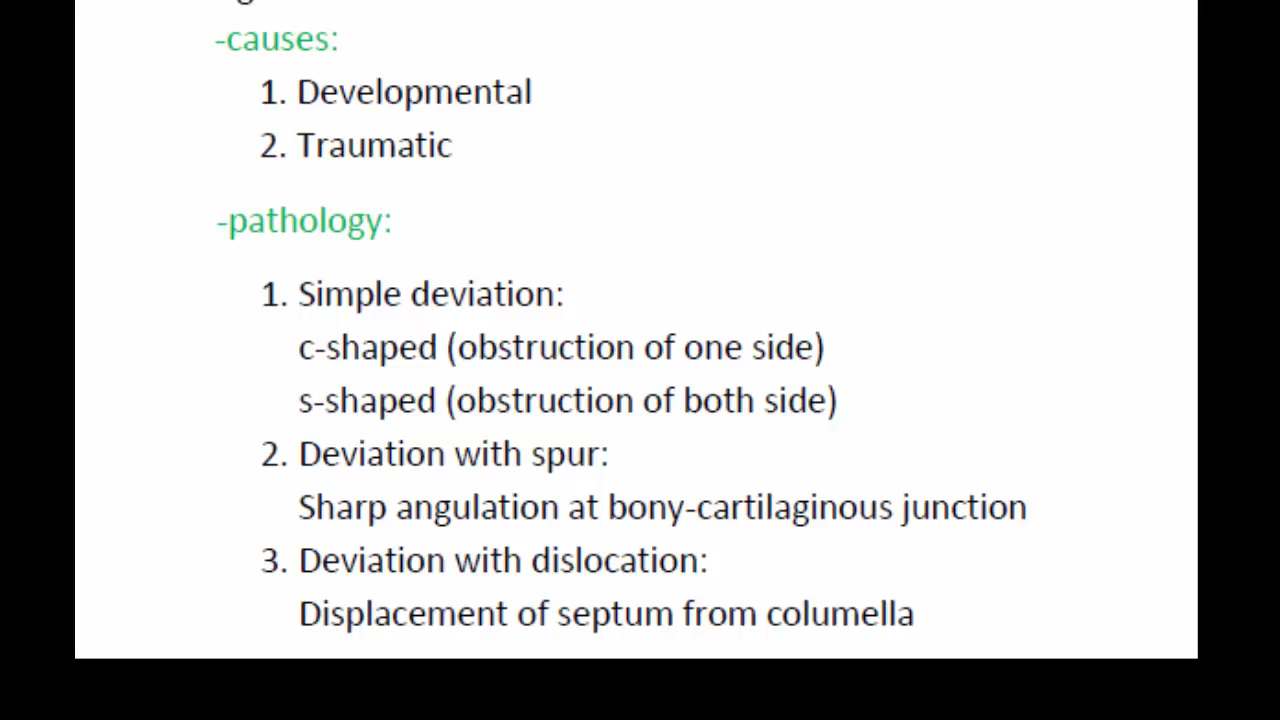 -causes:
1. Developmental
2. Traumatic
-pathology:
1. Simple deviation:
c-shaped (obstruction of one side)
s-shaped (obstruction of both side)
2. Deviation with spur:
Sharp angulation at bony-cartilaginous junction
3. Deviation with dislocation:
Displacement of septum from columella